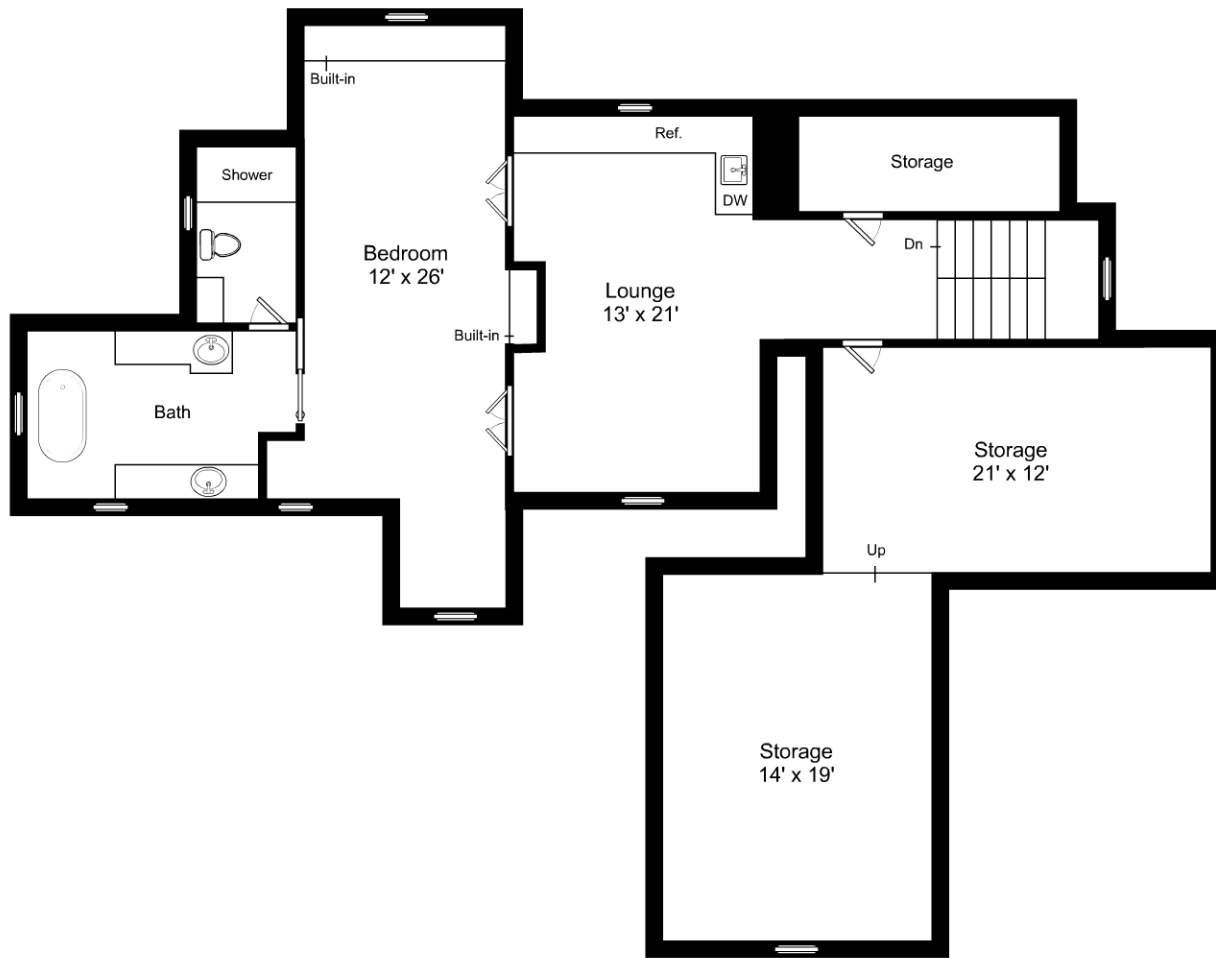 Built-in
Ref.
Storage
Shower
DW
Bedroom
12' x 26'
Dn
Lounge
13' x 21'
Built-in
Bath
Storage
21' x 12'
Up
Storage
14' x 19'